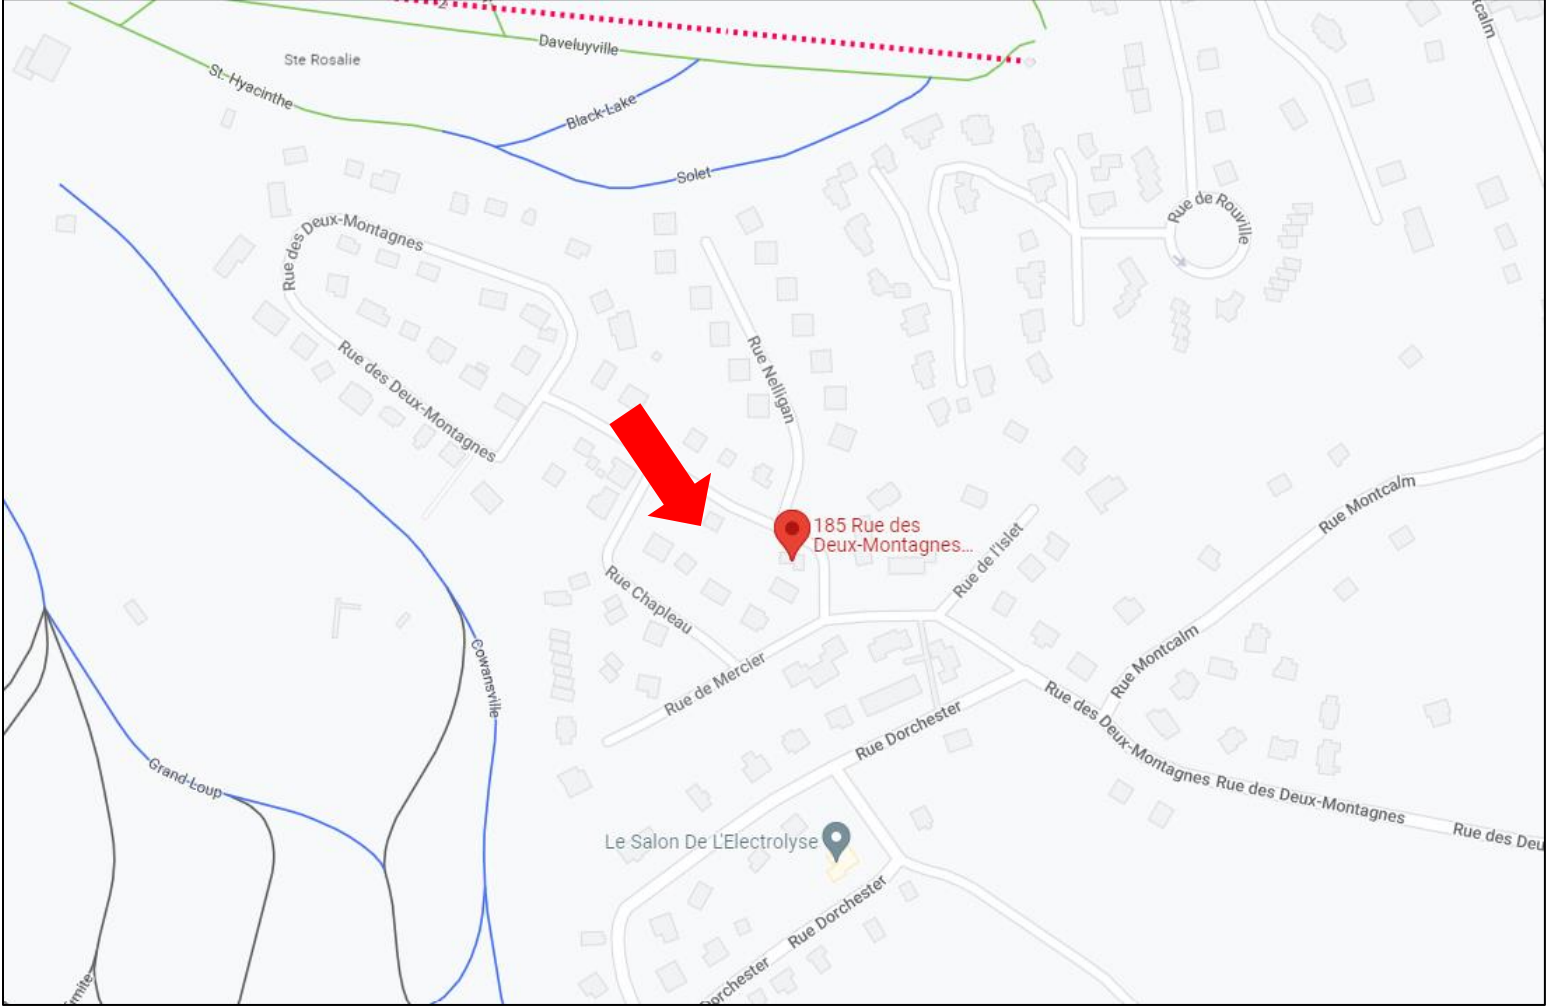 2
Daveluyville
Ste Rosalie
St. Hyacinthe
Black Lake
Solet
Rue de Rouville
Rue des Deux-Montagnes
Rue Nelligan
Rue des Deux-Montagnes
Rue Montcalm
185 Rue des
Deux-Montagnes...
Rue de l'Islet
Rue Chapleau
Rue Montcalm
Rue de Mercier
Cowansville
Rue Dorchester
Rue des Deux-Montagnes
Rue des Deux-Montagnes
Rue des Deu
Grand Loup
Le Salon De L'Electrolyse
Rue Dorchester